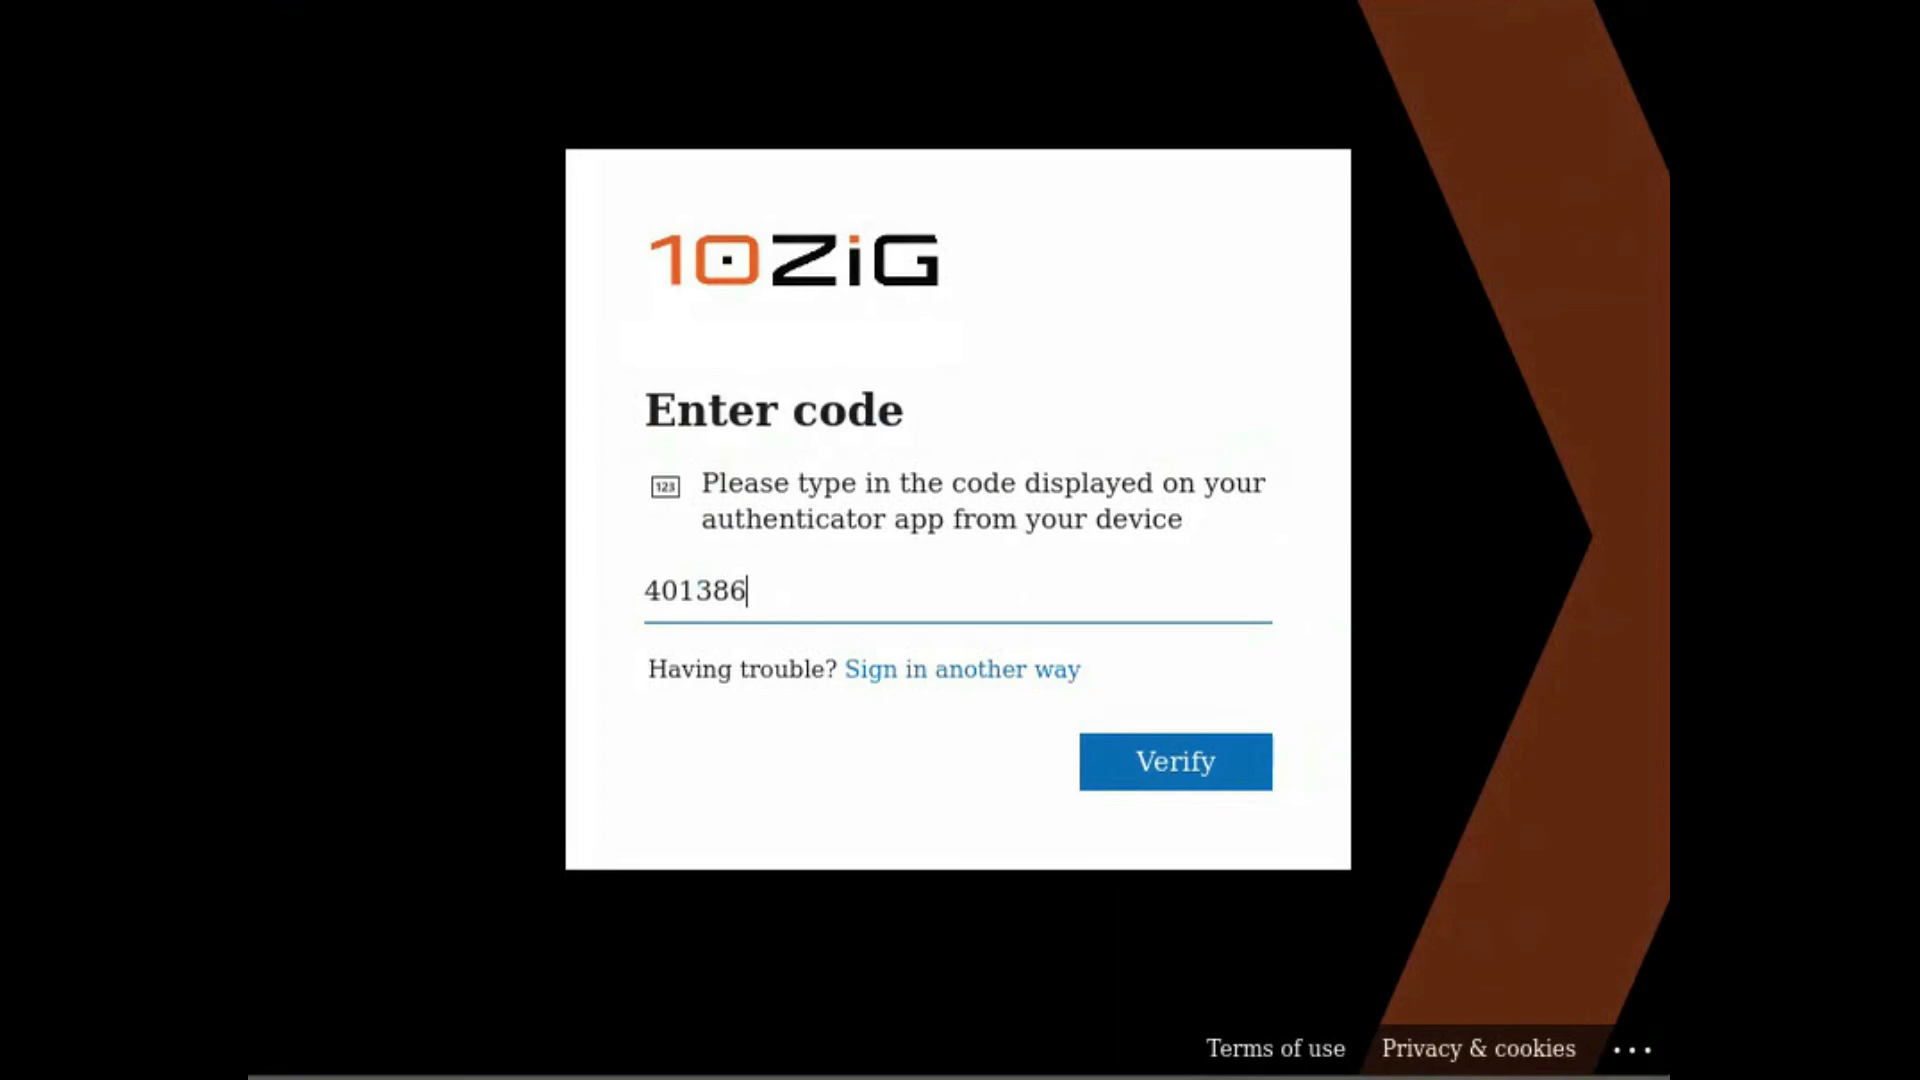 10ZiG
Enter code
123
Please type in the code displayed on your
authenticator app from your device
401386
Having trouble? Sign in another way
Verify
Terms of use
Privacy & cookies